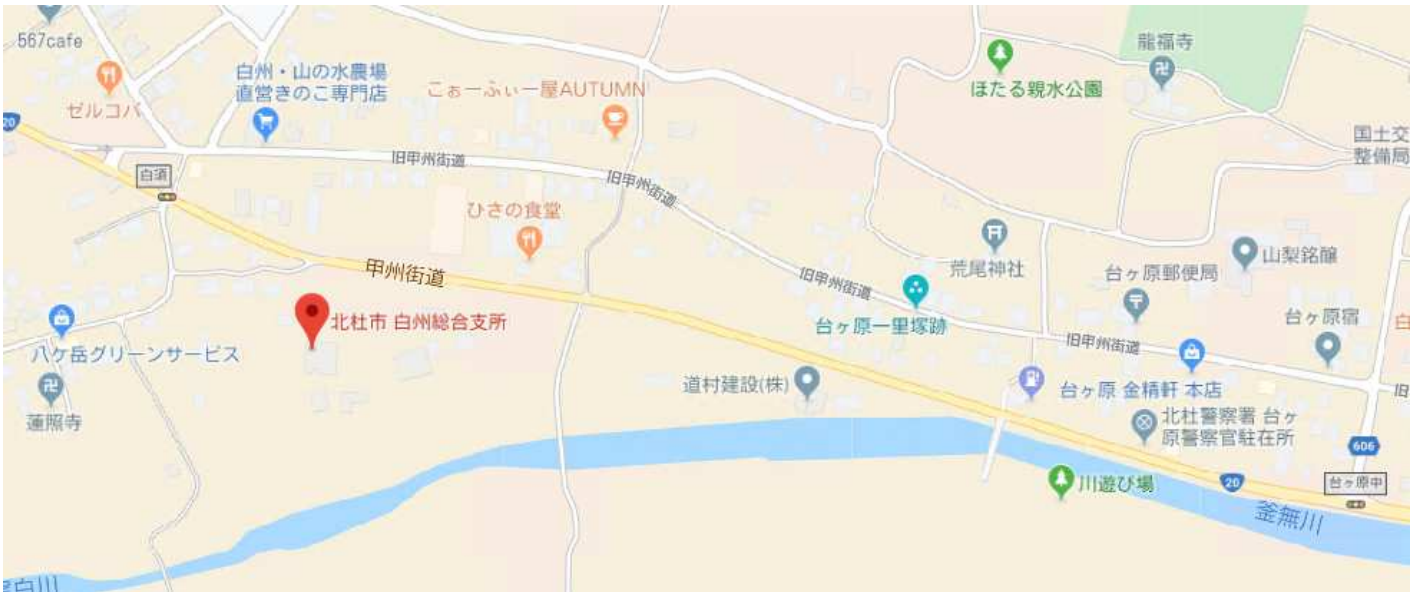 567cafe
ゼルコバ
20
白州・山の水農場
直営きのこ専門店
こぉーふぃー屋AUTUMN
ほたる親水公園
龍福寺
国土交
整備局
白須
旧甲州街道
旧甲州街道
ひさの食堂
甲州街道
北杜市 白州総合支所
八ヶ岳グリーンサービス
蓮照寺
荒尾神社
山梨銘醸
台ヶ原郵便局
旧甲州街道
台ヶ原一里塚跡
台ヶ原宿
白
旧甲州街道
道村建設(株)
台ヶ原 金精軒 本店
旧
北杜警察署 台ヶ
原警察官駐在所
606
川遊び場
20
台ヶ原中
釜無川
白川